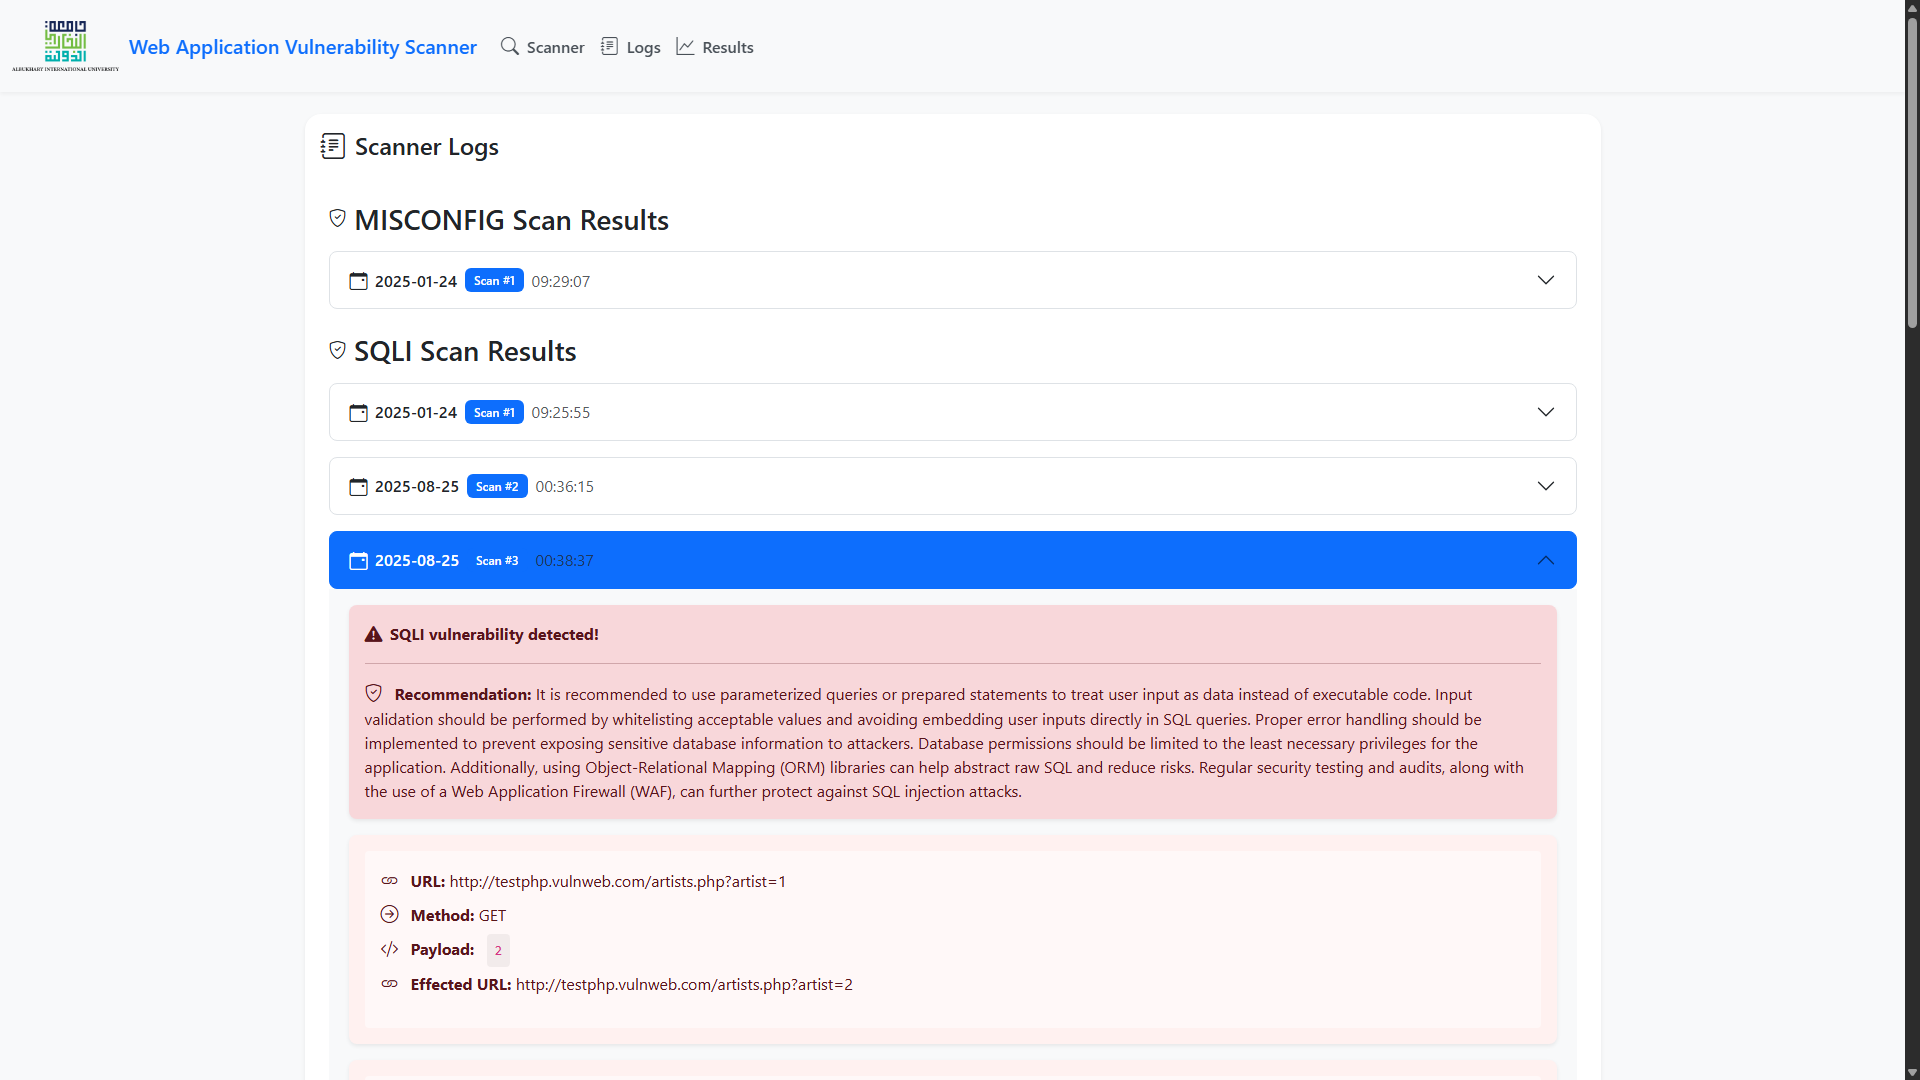 جامعة
البخاري
الدولية
ALBUKHARY INTERNATIONAL UNIVERSITY
Web Application Vulnerability Scanner
Scanner
Logs
Results
Scanner Logs
MISCONFIG Scan Results
2025-01-24 Scan #1 09:29:07
SQLI Scan Results
2025-01-24 Scan #1 09:25:55
2025-08-25 Scan #2 00:36:15
2025-08-25 Scan #3 00:38:37
SQLI vulnerability detected!
Recommendation: It is recommended to use parameterized queries or prepared statements to treat user input as data instead of executable code. Input
validation should be performed by whitelisting acceptable values and avoiding embedding user inputs directly in SQL queries. Proper error handling should be
implemented to prevent exposing sensitive database information to attackers. Database permissions should be limited to the least necessary privileges for the
application. Additionally, using Object-Relational Mapping (ORM) libraries can help abstract raw SQL and reduce risks. Regular security testing and audits, along with
the use of a Web Application Firewall (WAF), can further protect against SQL injection attacks.
URL: http://testphp.vulnweb.com/artists.php?artist=1
Method: GET
Payload: 2
Effected URL: http://testphp.vulnweb.com/artists.php?artist=2